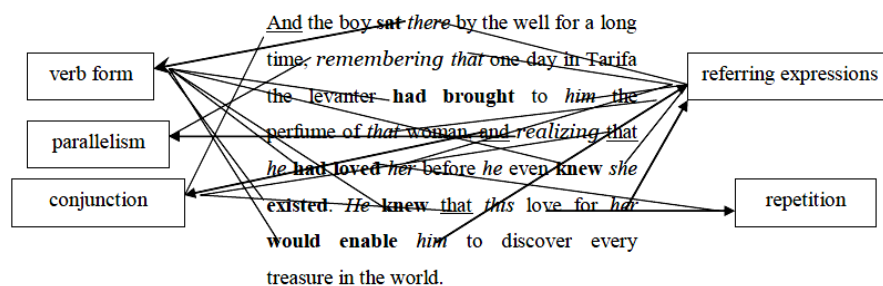 And the boy sat there by the well for a long
time, remembering that one day in Tarifa
the levanter had brought to him the
perfume of that woman, and realizing that
he had loved her before he even knew she
existed. He knew that this love for her
would enable him to discover every
treasure in the world.
verb form
parallelism
conjunction
referring expressions
repetition